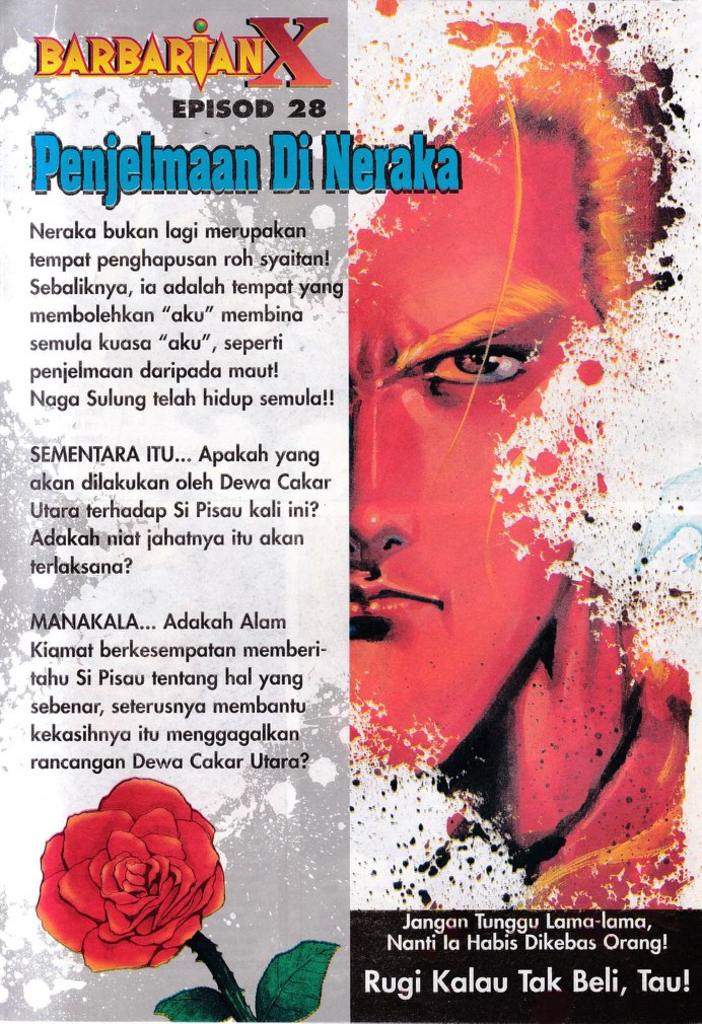 BARBARIAN X
EPISOD 28
Penjelmaan Di Neraka
Neraka bukan lagi merupakan
tempat penghapusan roh syaitan!
Sebaliknya, ia adalah tempat yang
membolehkan “aku” membina
semula kuasa “aku”, seperti
penjelmaan daripada maut!
Naga Sulung telah hidup semula!!
SEMENTARA ITU... Apakah yang
akan dilakukan oleh Dewa Cakar
Utara terhadap Si Pisau kali ini?
Adakah niat jahatnya itu akan
terlaksana?
MANAKALA... Adakah Alam
Kiamat berkesempatan memberi-
tahu Si Pisau tentang hal yang
sebenar, seterusnya membantu
kekasihnya itu menggagalkan
rancangan Dewa Cakar Utara?
Jangan Tunggu Lama-lama,
Nanti Ia Habis Dikebas Orang!
Rugi Kalau Tak Beli, Tau!